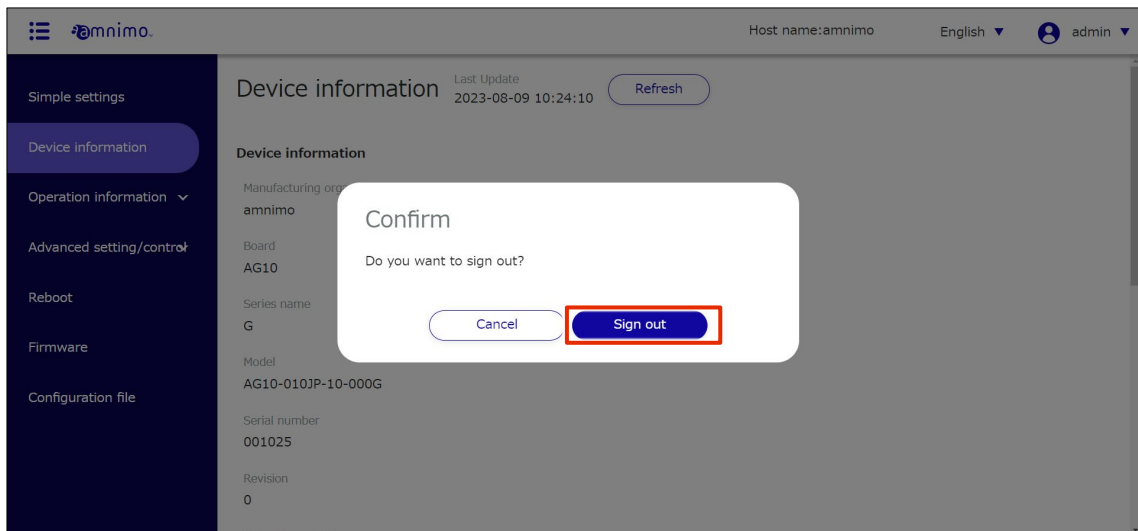 amnimo.
Host name:amnimo
English
admin
Simple settings
Device information
Operation information
Advanced setting/control
Reboot
Firmware
Configuration file
Device information
Last Update
2023-08-09 10:24:10
Refresh
Device information
Manufacturing
amnimo
Board
AG10
Series name
G
Model
AG10-010JP-10-000G
Serial number
001025
Revision
0
Confirm
Do you want to sign out?
Cancel
Sign out